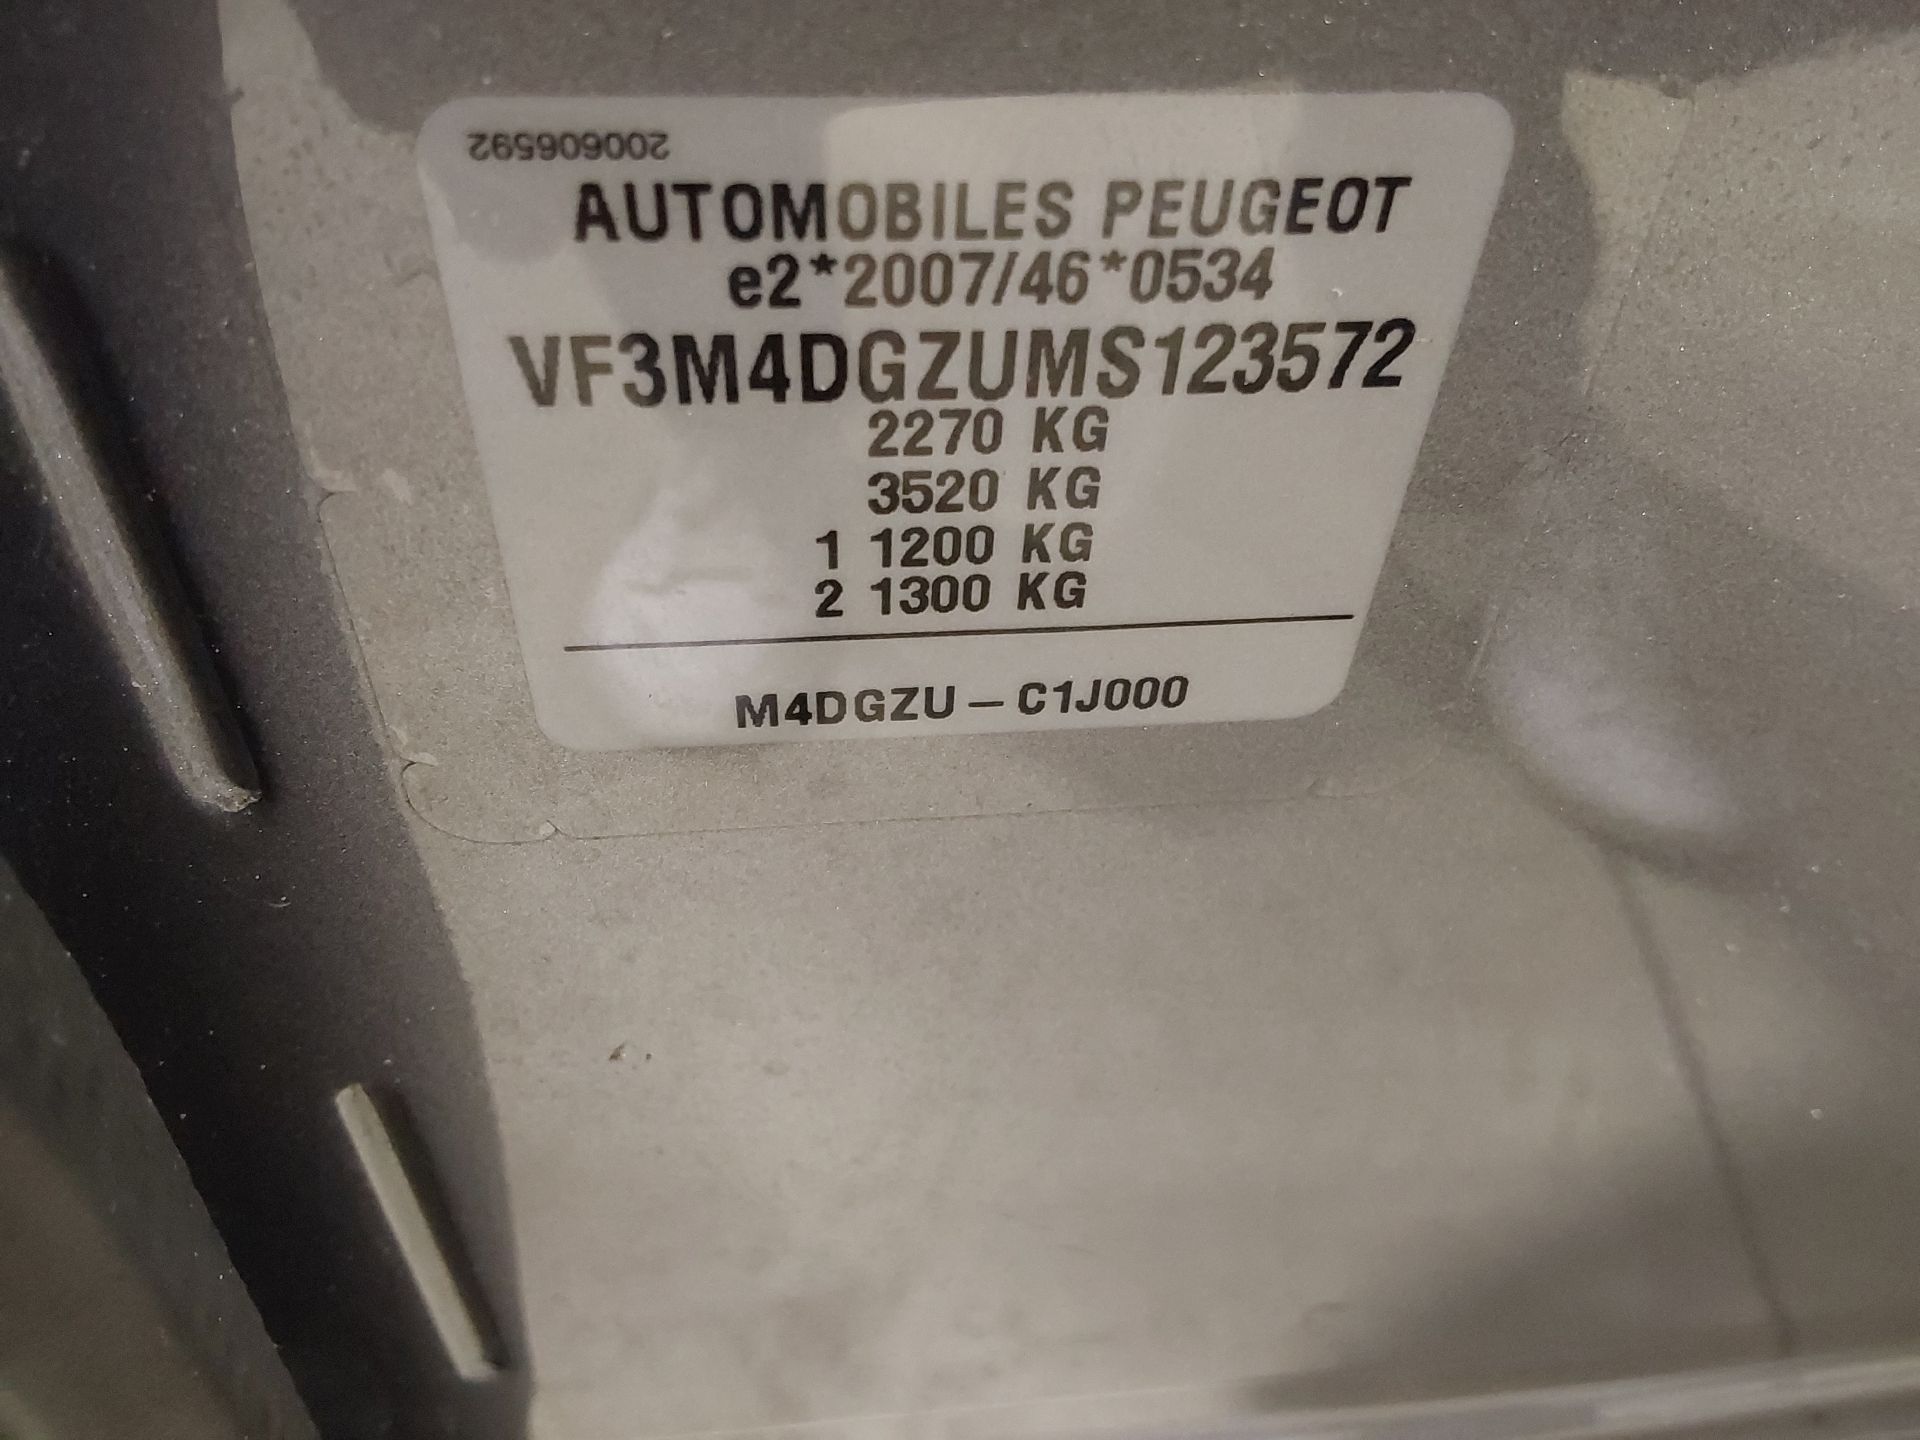 200606592
AUTOMOBILES PEUGEOT
e2*2007/46*0534
VF3M4DGZUMS123572
2270 KG
3520 KG
1 1200 KG
2 1300 KG
M4DGZU – C1J000